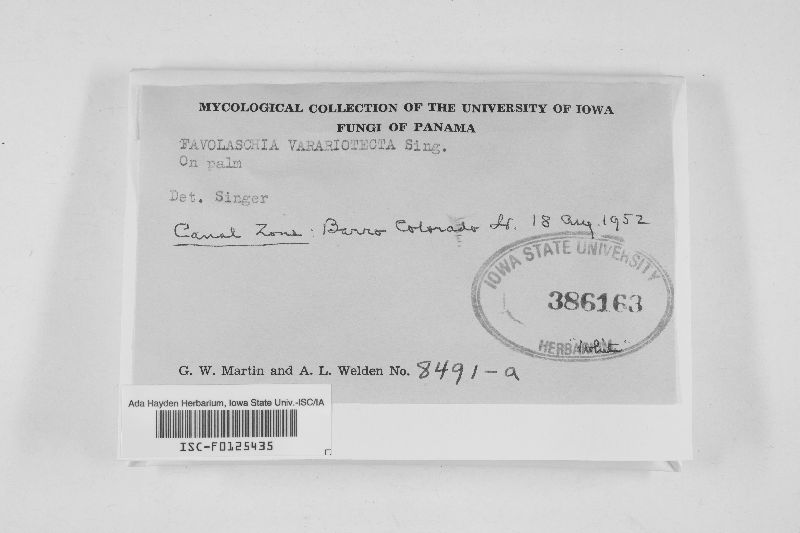 MYCOLOGICAL COLLECTION OF THE UNIVERSITY OF IOWA
FUNGI OF PANAMA
FAVOLASCHIA VARARIOTECTA Sing.
On palm
Det. Singer
Canal Zone: Barro Colorado Is. 18 Aug. 1952
IOWA STATE UNIVERSITY
386163
HERBARIUM
"white"
G. W. Martin and A. L. Welden No. 8491-a
Ada Hayden Herbarium, Iowa State Univ.-ISC/IA
ISC-F0125435